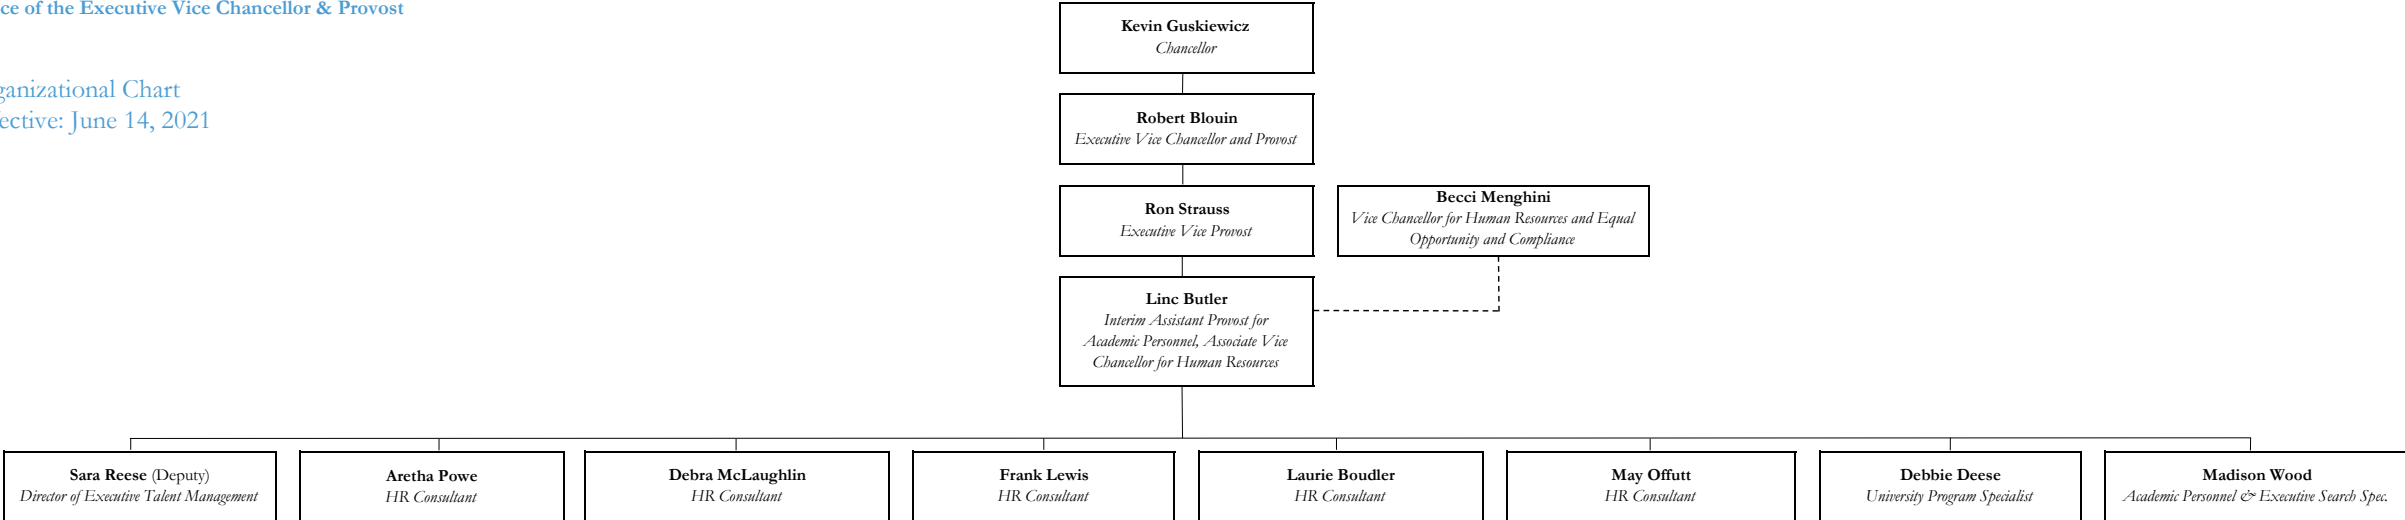 ce of the Executive Vice Chancellor & Provost
ganizational Chart
ective: June 14, 2021
Kevin Guskiewicz
Chancellor
Robert Blouin
Executive Vice Chancellor and Provost
Ron Strauss
Executive Vice Provost
Becci Menghini
Vice Chancellor for Human Resources and Equal
Opportunity and Compliance
Linc Butler
Interim Assistant Provost for
Academic Personnel, Associate Vice
Chancellor for Human Resources
Sara Reese (Deputy)
Director of Executive Talent Management
Aretha Powe
HR Consultant
Debra McLaughlin
HR Consultant
Frank Lewis
HR Consultant
Laurie Boudler
HR Consultant
May Offutt
HR Consultant
Debbie Deese
University Program Specialist
Madison Wood
Academic Personnel & Executive Search Spec.